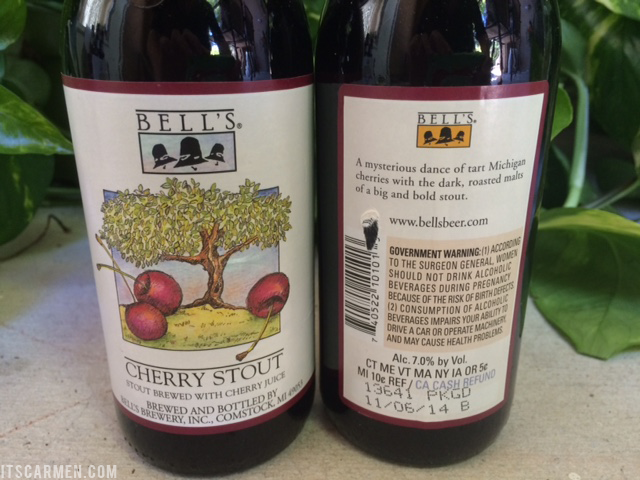 BELL'S®
CHERRY STOUT
STOUT BREWED WITH CHERRY JUICE
BREWED AND BOTTLED BY
BELL'S BREWERY, INC., COMSTOCK, MI 49053
BELL'S®
A mysterious dance of tart Michigan
cherries with the dark, roasted malts
of a big and bold stout.
www.bellsbeer.com
GOVERNMENT WARNING:(1) ACCORDING
TO THE SURGEON GENERAL, WOMEN
SHOULD NOT DRINK ALCOHOLIC
BEVERAGES DURING PREGNANCY
BECAUSE OF THE RISK OF BIRTH DEFECTS.
(2) CONSUMPTION OF ALCOHOLIC
BEVERAGES IMPAIRS YOUR ABILITY TO
DRIVE A CAR OR OPERATE MACHINERY,
AND MAY CAUSE HEALTH PROBLEMS.
Alc. 7.0% by Vol.
CT ME VT MA NY IA OR 5¢
MI 10¢ REF/ CA CASH REFUND
13641 PKGD
11/06/14 B
ITSCARMEN.COM